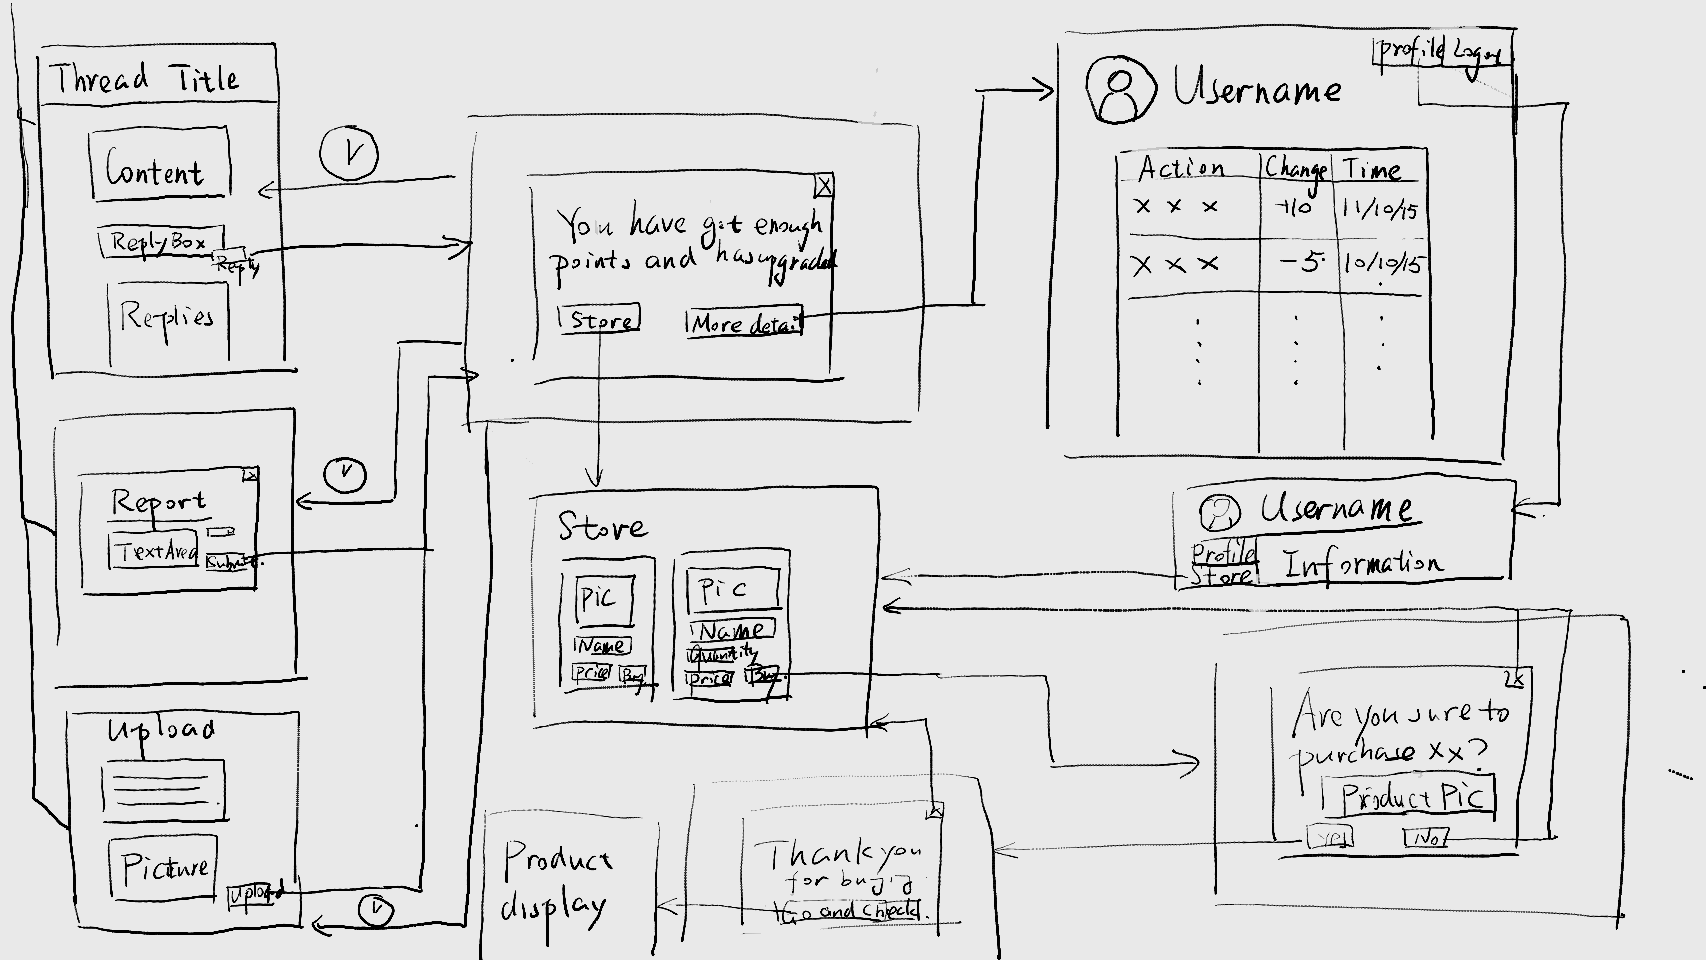 Thread Title
Content
ReplyBox
Reply
Replies
Report
TextArea
Submit
Upload
Picture
Upload
You have got enough
points and has upgraded
Store
More detail
profile Logout
Username
Action Change Time
x x x +10 11/10/15
x x x -5 10/10/15
Username
Profile
Store
Information
Store
Pic
Name
Price Buy
Pic
Name
Quantity
Price Buy
Are you sure to
purchase xx?
Product Pic
Yes No
Thank you
for buying
Go and check
Product
display